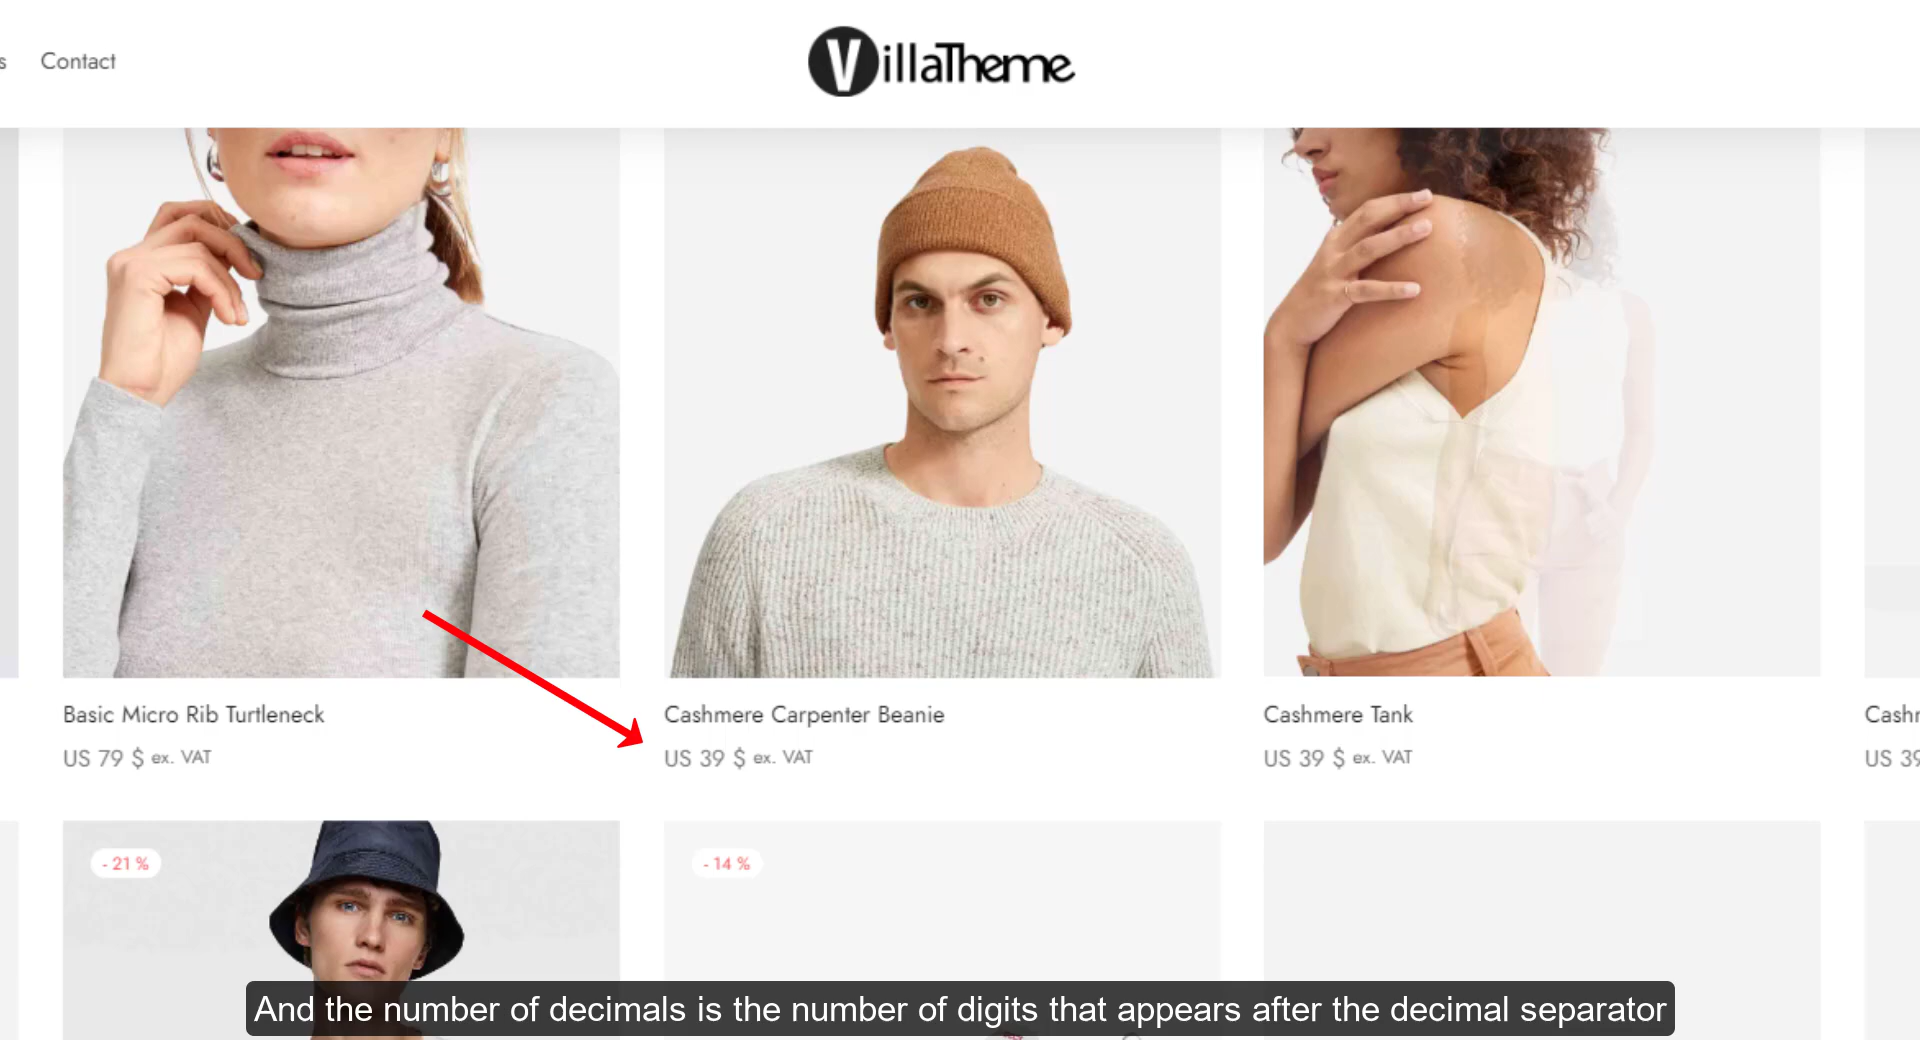 Contact
VillaTheme
Basic Micro Rib Turtleneck
US 79 $ ex. VAT
Cashmere Carpenter Beanie
US 39 $ ex. VAT
Cashmere Tank
US 39 $ ex. VAT
US 39
- 21 %
- 14 %
And the number of decimals is the number of digits that appears after the decimal separator